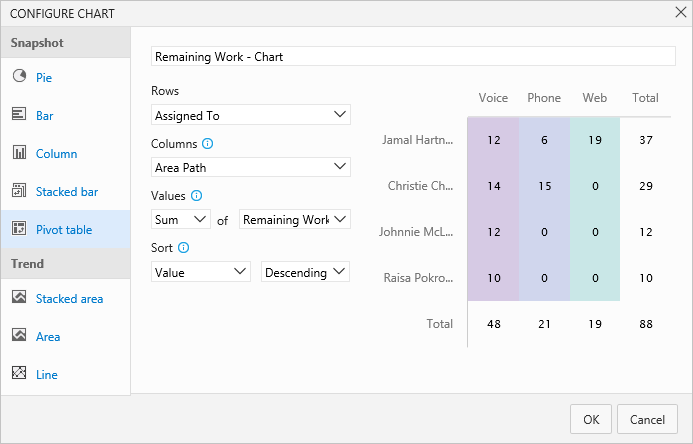 CONFIGURE CHART
Snapshot
Pie
Bar
Column
Stacked bar
Pivot table
Trend
Stacked area
Area
Line
Remaining Work - Chart
Rows
Assigned To
Columns
Area Path
Values
Sum of Remaining Work
Sort
Value Descending
Voice Phone Web Total
Jamal Hartn... 12 6 19 37
Christie Ch... 14 15 0 29
Johnnie McL... 12 0 0 12
Raisa Pokro... 10 0 0 10
Total 48 21 19 88
OK Cancel